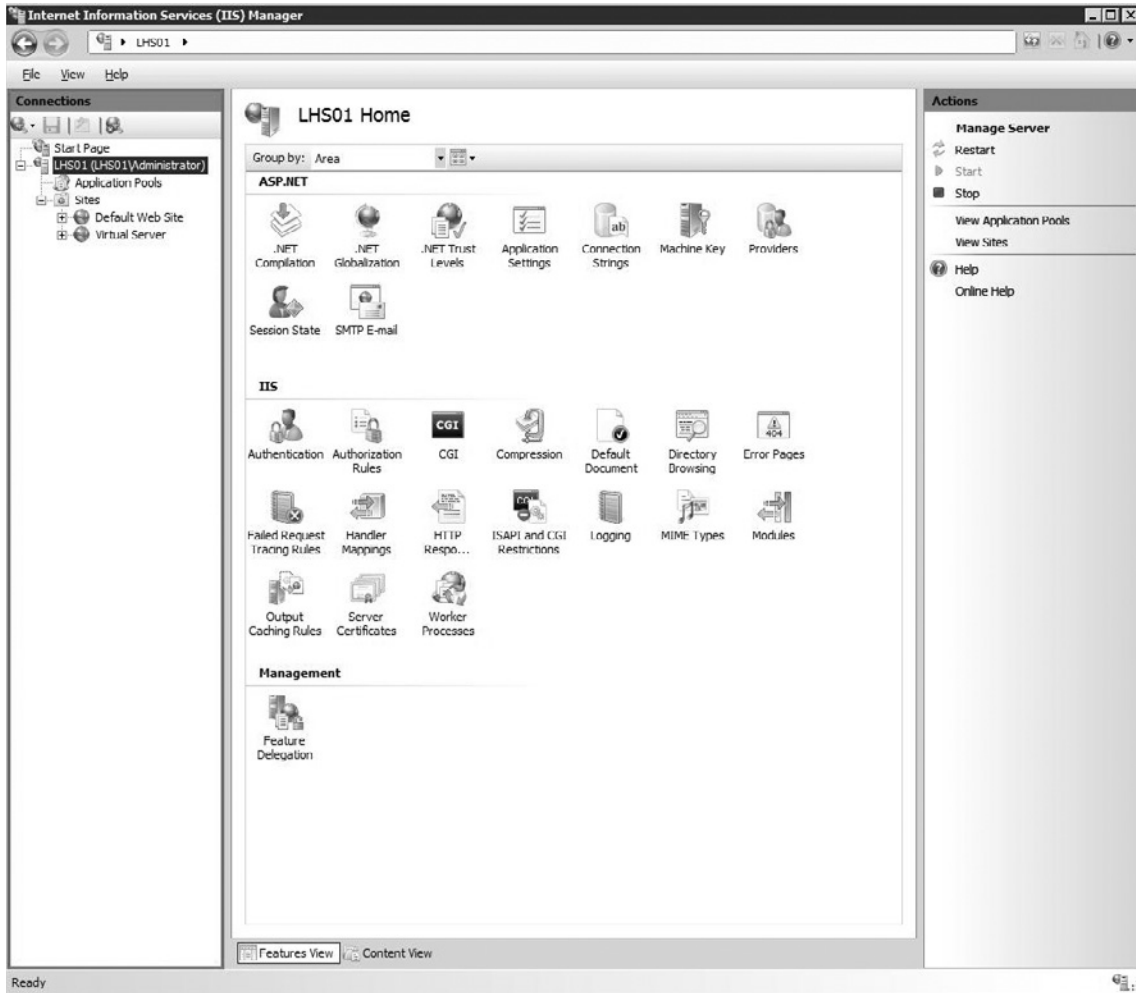 Internet Information Services (IIS) Manager
LHS01
File View Help
Connections
Start Page
LHS01 (LHS01\Administrator)
Application Pools
Sites
Default Web Site
Virtual Server
LHS01 Home
Group by: Area
ASP.NET
.NET Compilation
.NET Globalization
.NET Trust Levels
Application Settings
Connection Strings
ab
Machine Key
Providers
Session State
SMTP E-mail
IIS
Authentication
Authorization Rules
CGI
CGI
Compression
Default Document
Directory Browsing
404
Error Pages
Failed Request Tracing Rules
Handler Mappings
HTTP Respo...
ISAPI and CGI Restrictions
Logging
MIME Types
Modules
Output Caching Rules
Server Certificates
Worker Processes
Management
Feature Delegation
Features View
Content View
Actions
Manage Server
Restart
Start
Stop
View Application Pools
View Sites
Help
Online Help
Ready